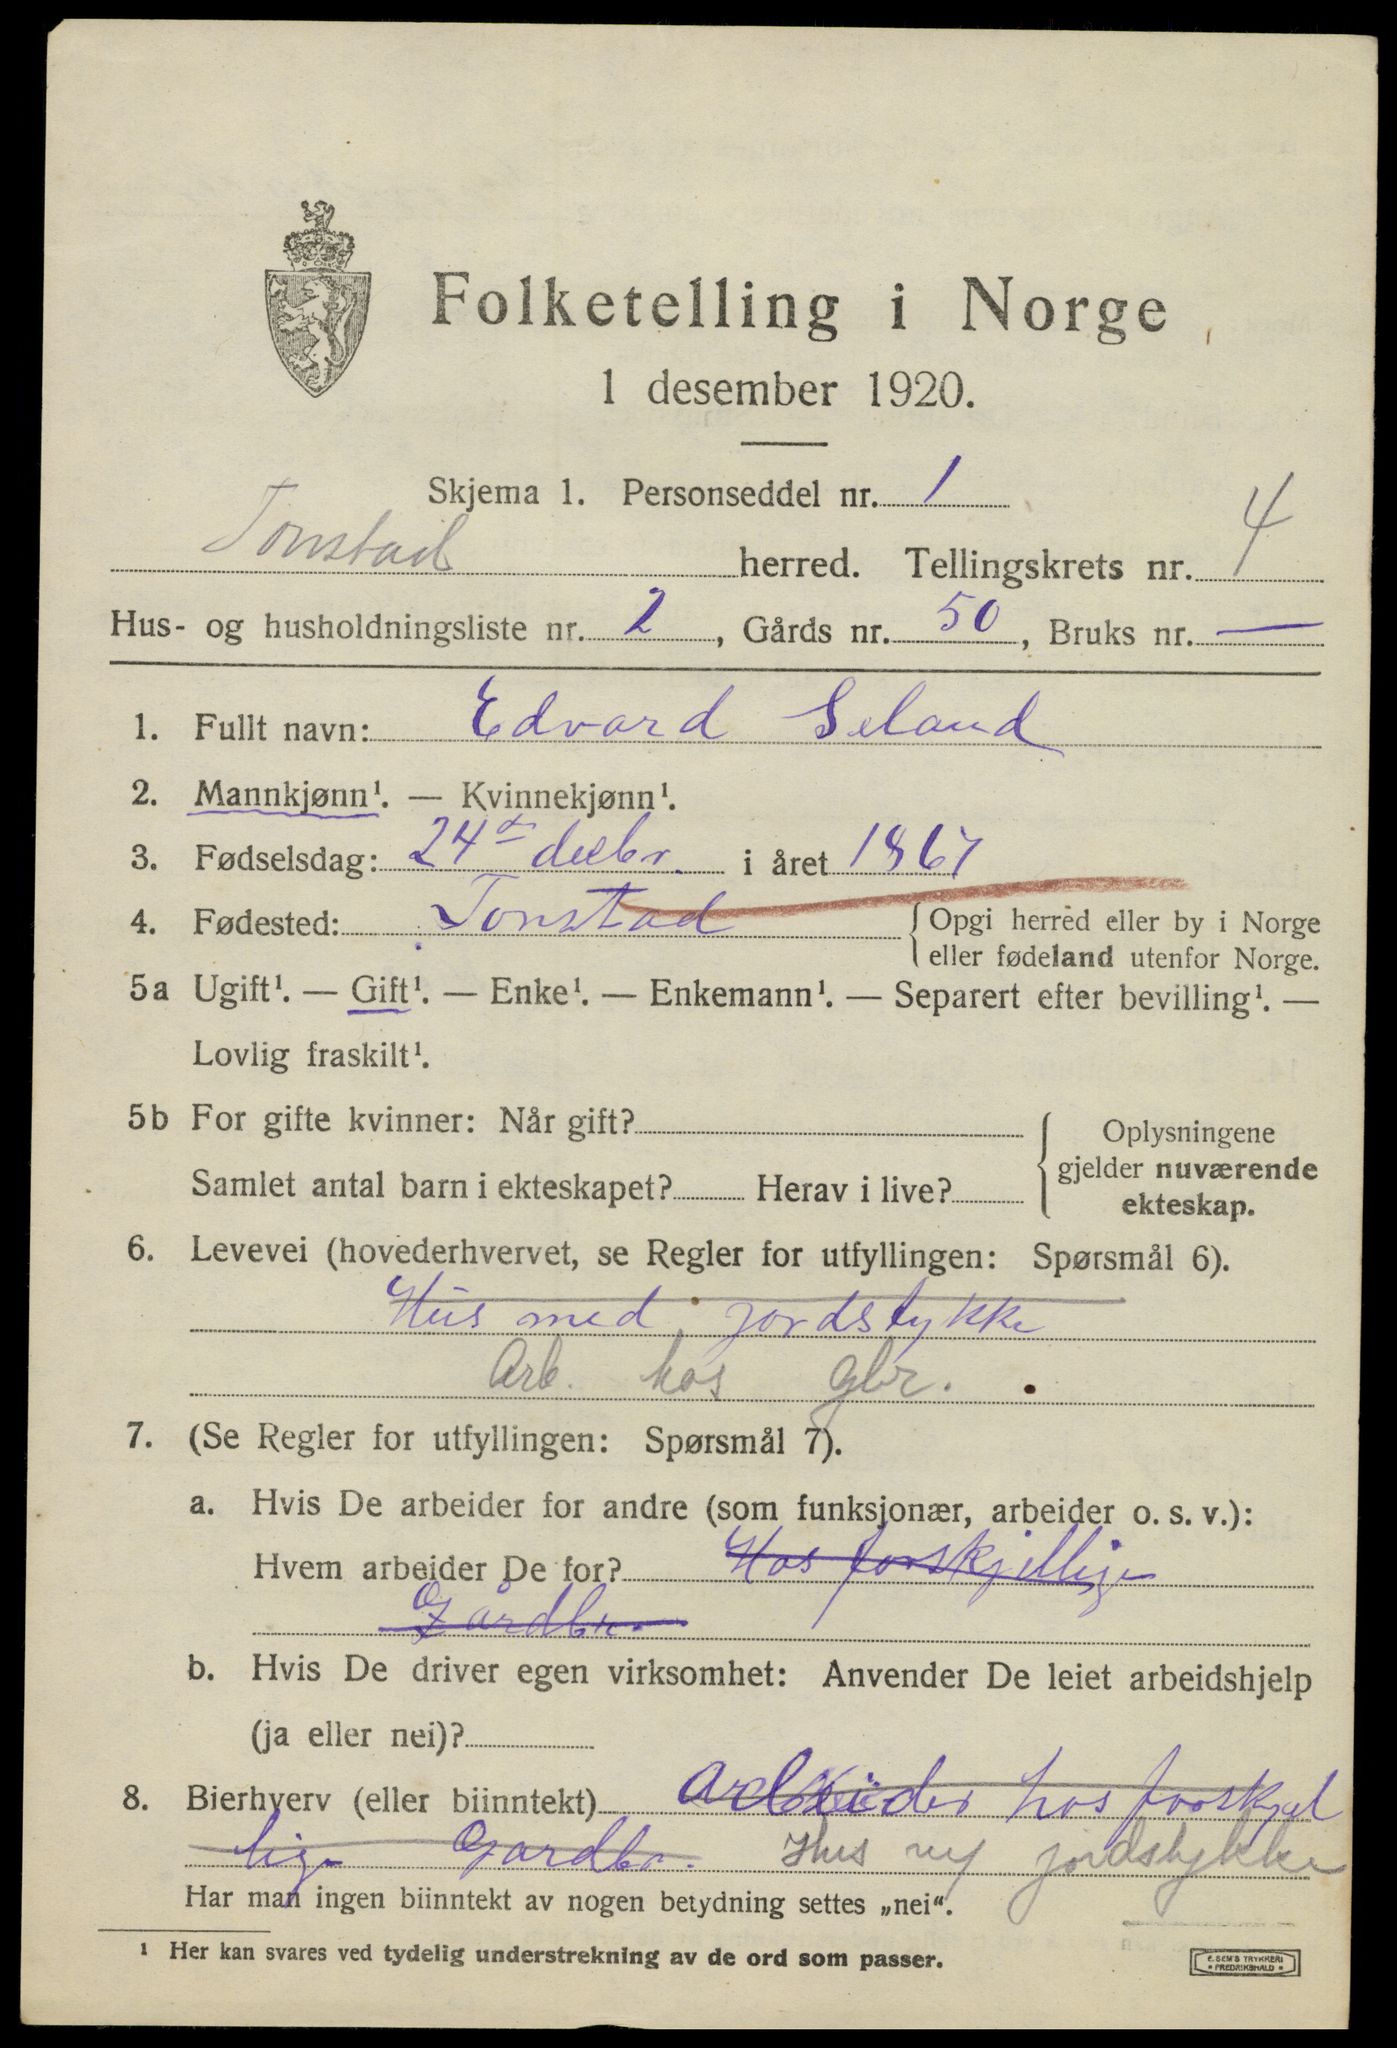 Folketelling i Norge
1 desember 1920.
Skjema 1. Personseddel nr. 1
Tonstad herred. Tellingskrets nr. 4
Hus- og husholdningsliste nr. 2, Gårds nr. 50, Bruks nr. —
1. Fullt navn: Edvard Seland
2. Mannkjønn¹. — Kvinnekjønn¹.
3. Fødselsdag: 24de decbr. i året 1867
4. Fødested: Tonstad {Opgi herred eller by i Norge
eller fødeland utenfor Norge.
5a Ugift¹. — Gift¹. — Enke¹. — Enkemann¹. — Separert efter bevilling¹. —
Lovlig fraskilt¹.
5b For gifte kvinner: Når gift?
Samlet antal barn i ekteskapet? Herav i live?
Oplysningene
gjelder nuværende
ekteskap.
6. Levevei (hovederhvervet, se Regler for utfyllingen: Spørsmål 6).
Hus med jordstykke
Arb. hos gbr.
7. (Se Regler for utfyllingen: Spørsmål 7).
a. Hvis De arbeider for andre (som funksjonær, arbeider o. s. v.):
Hvem arbeider De for? Hos forskjellige
Gårdbr.
b. Hvis De driver egen virksomhet: Anvender De leiet arbeidshjelp
(ja eller nei)?
8. Bierhverv (eller biinntekt) Arbeider hos forskjel
lige Gardbr. Hus m/ jordstykke
Har man ingen biinntekt av nogen betydning settes „nei“.
¹ Her kan svares ved tydelig understrekning av de ord som passer.
E. SEM'S TRYKKERI
• FREDRIKSHALD •